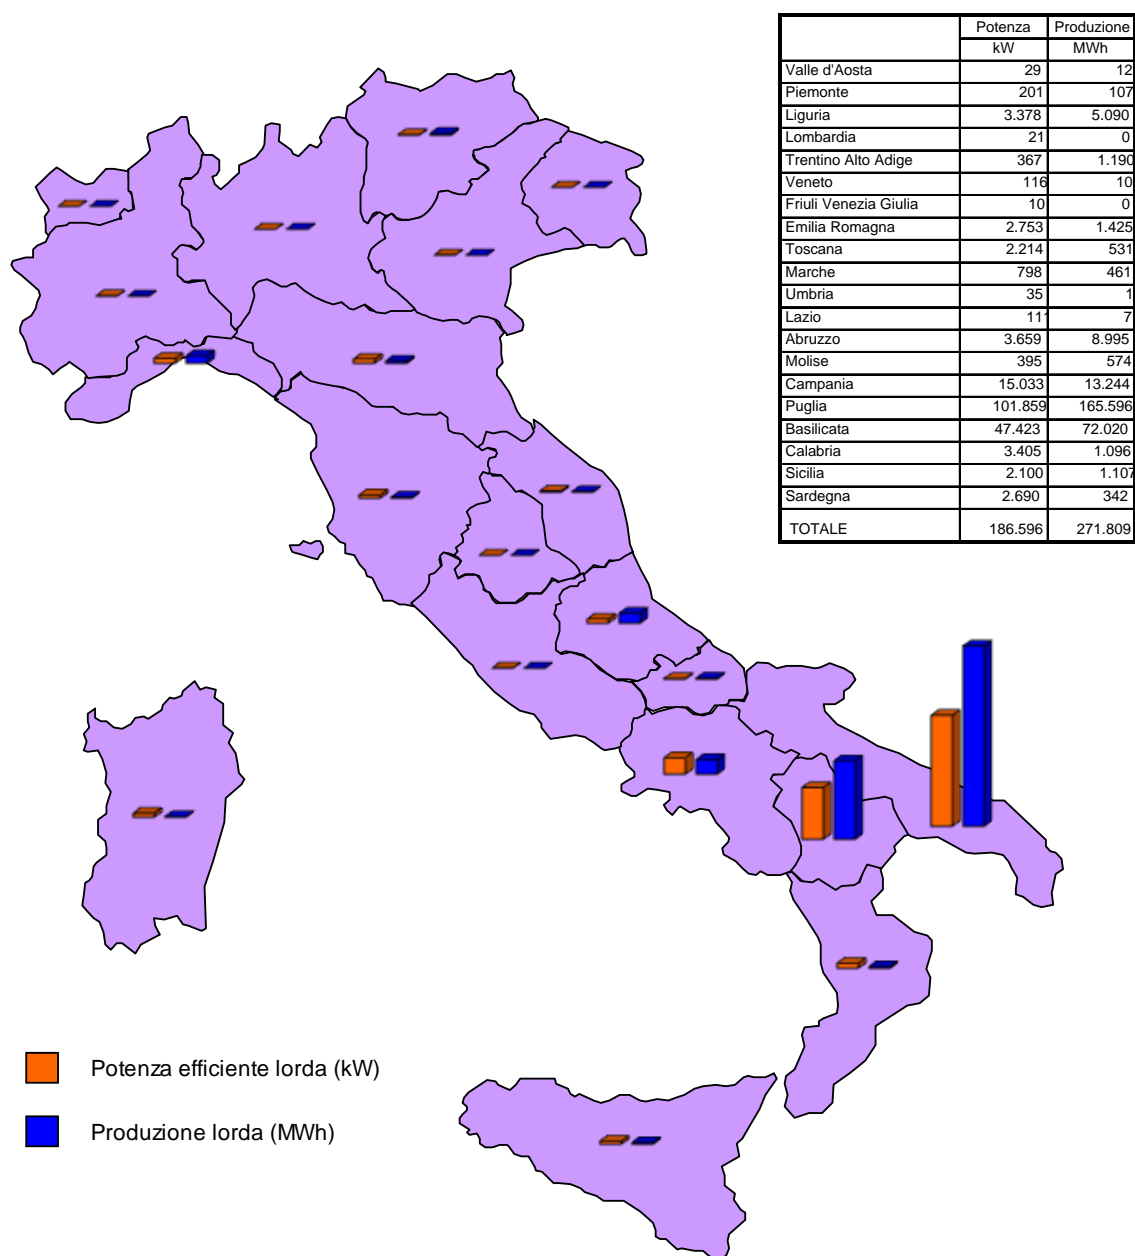 Potenza Produzione
kW MWh
Valle d'Aosta 29 12
Piemonte 201 107
Liguria 3.378 5.090
Lombardia 21 0
Trentino Alto Adige 367 1.190
Veneto 116 10
Friuli Venezia Giulia 10 0
Emilia Romagna 2.753 1.425
Toscana 2.214 531
Marche 798 461
Umbria 35 1
Lazio 111 7
Abruzzo 3.659 8.995
Molise 395 574
Campania 15.033 13.244
Puglia 101.859 165.596
Basilicata 47.423 72.020
Calabria 3.405 1.096
Sicilia 2.100 1.107
Sardegna 2.690 342
TOTALE 186.596 271.809
Potenza efficiente lorda (kW)
Produzione lorda (MWh)